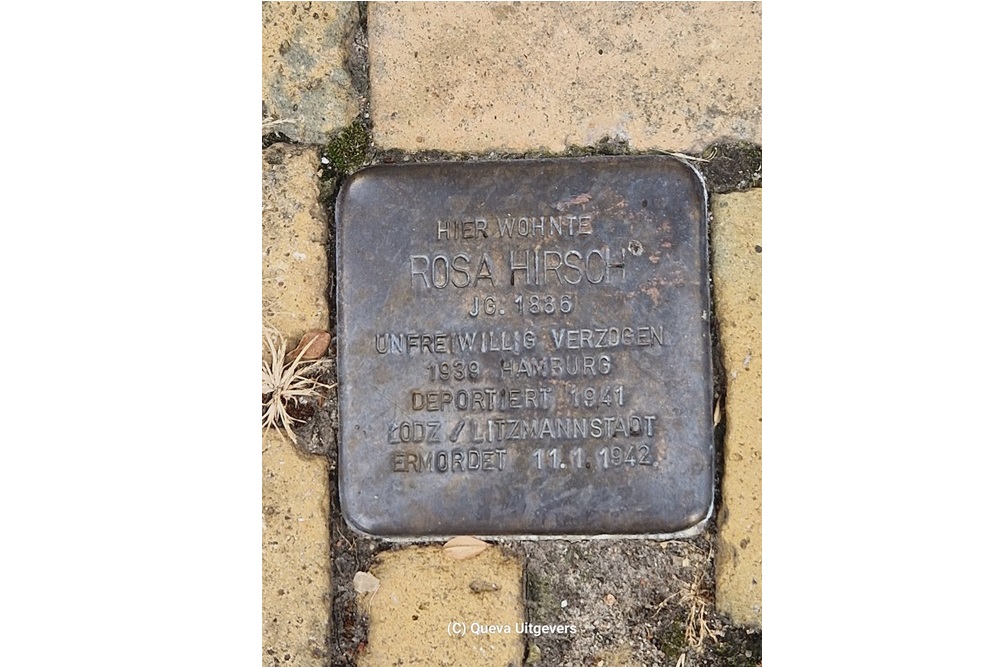 HIER WOHNTE
ROSA HIRSCH
JG. 1886
UNFREIWILLIG VERZOGEN
1939 HAMBURG
DEPORTIERT 1941
ŁODZ / LITZMANNSTADT
ERMORDET 11.1.1942
(C) Queva Uitgevers